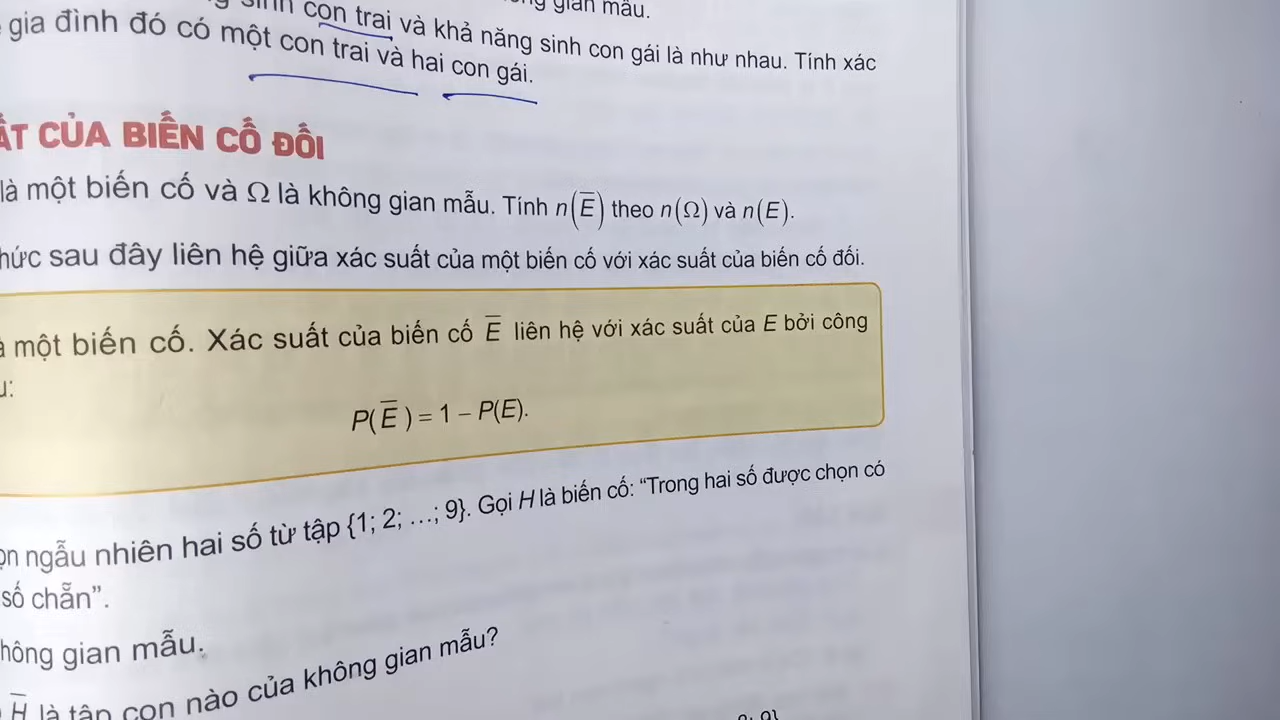 gian mẫu.
sinh con trai và khả năng sinh con gái là như nhau. Tính xác
gia đình đó có một con trai và hai con gái.
ẤT CỦA BIẾN CỐ ĐỐI
là một biến cố và Ω là không gian mẫu. Tính n(E̅) theo n(Ω) và n(E).
hức sau đây liên hệ giữa xác suất của một biến cố với xác suất của biến cố đối.
một biến cố. Xác suất của biến cố E̅ liên hệ với xác suất của E bởi công
u:
P(E̅) = 1 – P(E).
ọn ngẫu nhiên hai số từ tập {1; 2; ...; 9}. Gọi H là biến cố: “Trong hai số được chọn có
số chẵn”.
hông gian mẫu.
H̅ là tập con nào của không gian mẫu?